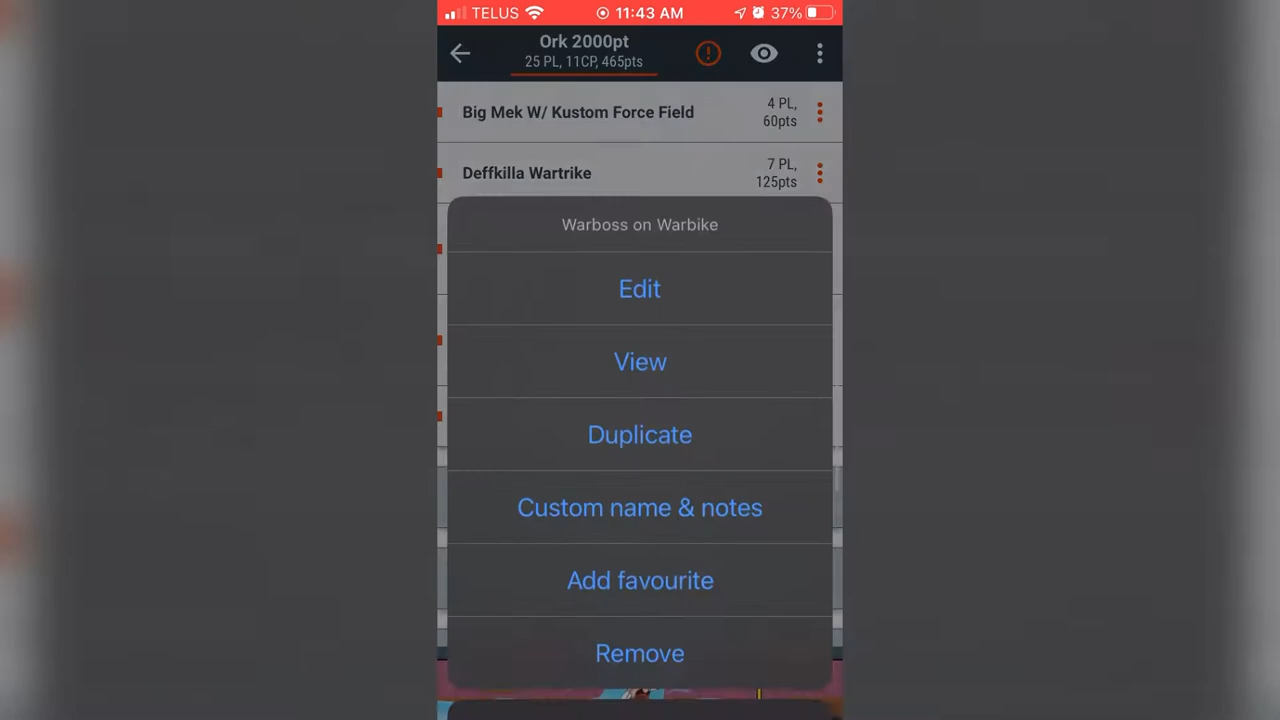 TELUS 11:43 AM 37%
Ork 2000pt
25 PL, 11CP, 465pts
Big Mek W/ Kustom Force Field
4 PL,
60pts
Deffkilla Wartrike
7 PL,
125pts
Warboss on Warbike
Edit
View
Duplicate
Custom name & notes
Add favourite
Remove